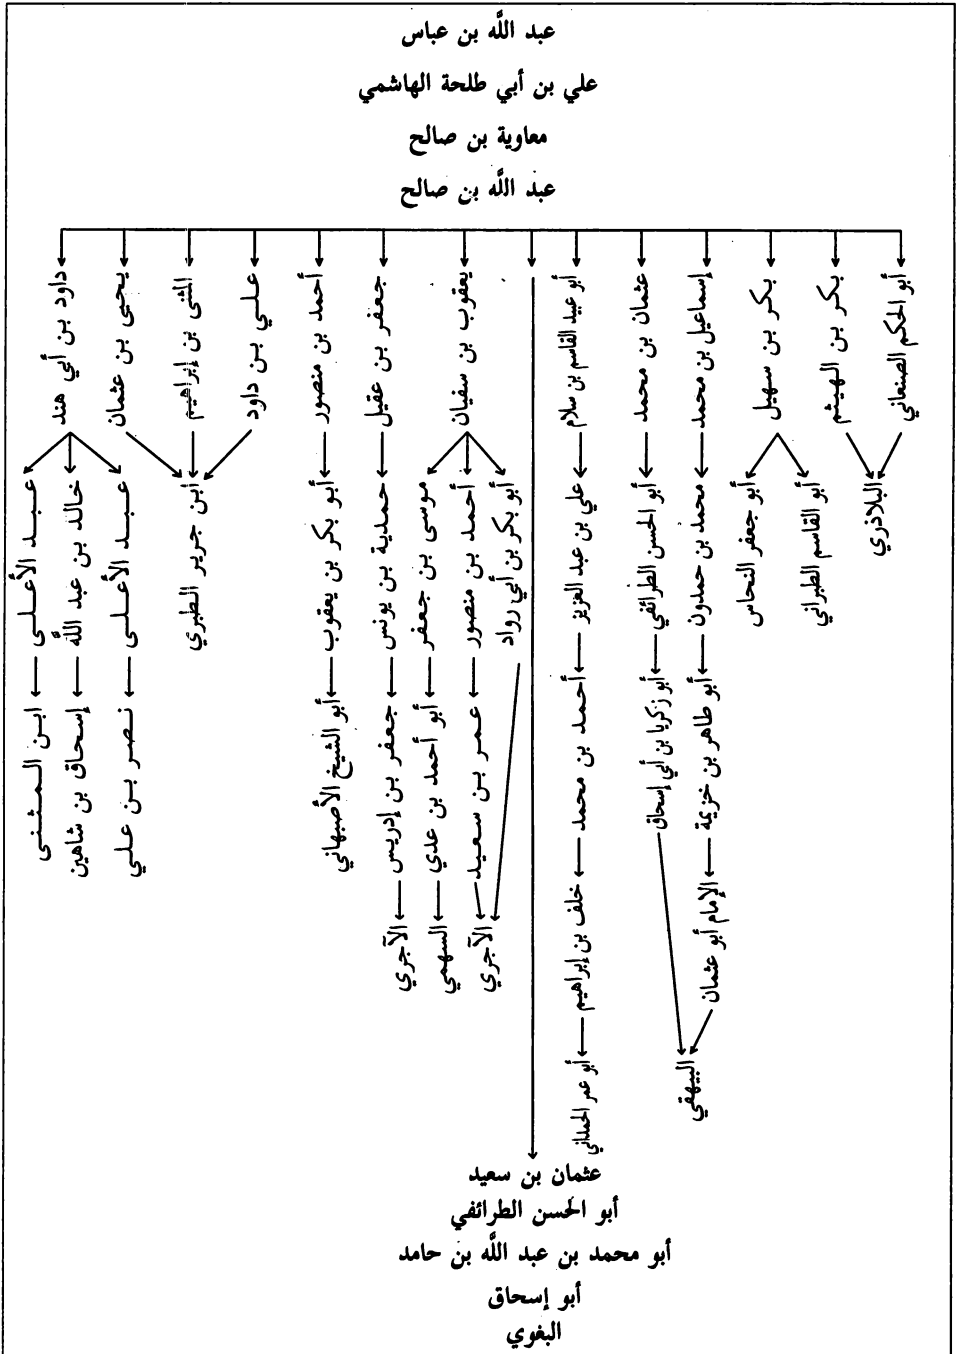 عبد اللَّه بن عباس
علي بن أبي طلحة الهاشمي
معاوية بن صالح
عبد اللَّه بن صالح
أبو الحكم الصنعاني
بكر بن الهيثم
البلاذري
بكر بن سهيل
أبو القاسم الطبراني
أبو جعفر النحاس
إسماعيل بن محمد
محمد بن حمدون
أبو طاهر بن خزيمة
الإمام أبو عثمان
عثمان بن محمد
أبو الحسن الطرائفي
أبو زكريا بن أبي إسحاق
البيهقي
أبو عبيد القاسم بن سلام
علي بن عبد العزيز
أحمد بن محمد
خلف بن إبراهيم
أبو عمر الحمداني
يعقوب بن سفيان
أبو بكر بن أبي رواد
أحمد بن منصور
عمر بن سعيد
الآجري
موسى بن جعفر
أبو أحمد بن عدي
السهمي
جعفر بن عقيل
حمدية بن يونس
جعفر بن إدريس
الآجري
أحمد بن منصور
أبو بكر بن يعقوب
أبو الشيخ الأصبهاني
علي بن داود
المثنى بن إبراهيم
يحيى بن عثمان
ابن جرير الطبري
داود بن أبي هند
عبد الأعلى
نصر بن علي
خالد بن عبد اللَّه
إسحاق بن شاهين
عبد الأعلى
ابن المثنى
عثمان بن سعيد
أبو الحسن الطرائفي
أبو محمد بن عبد اللَّه بن حامد
أبو إسحاق
البغوي